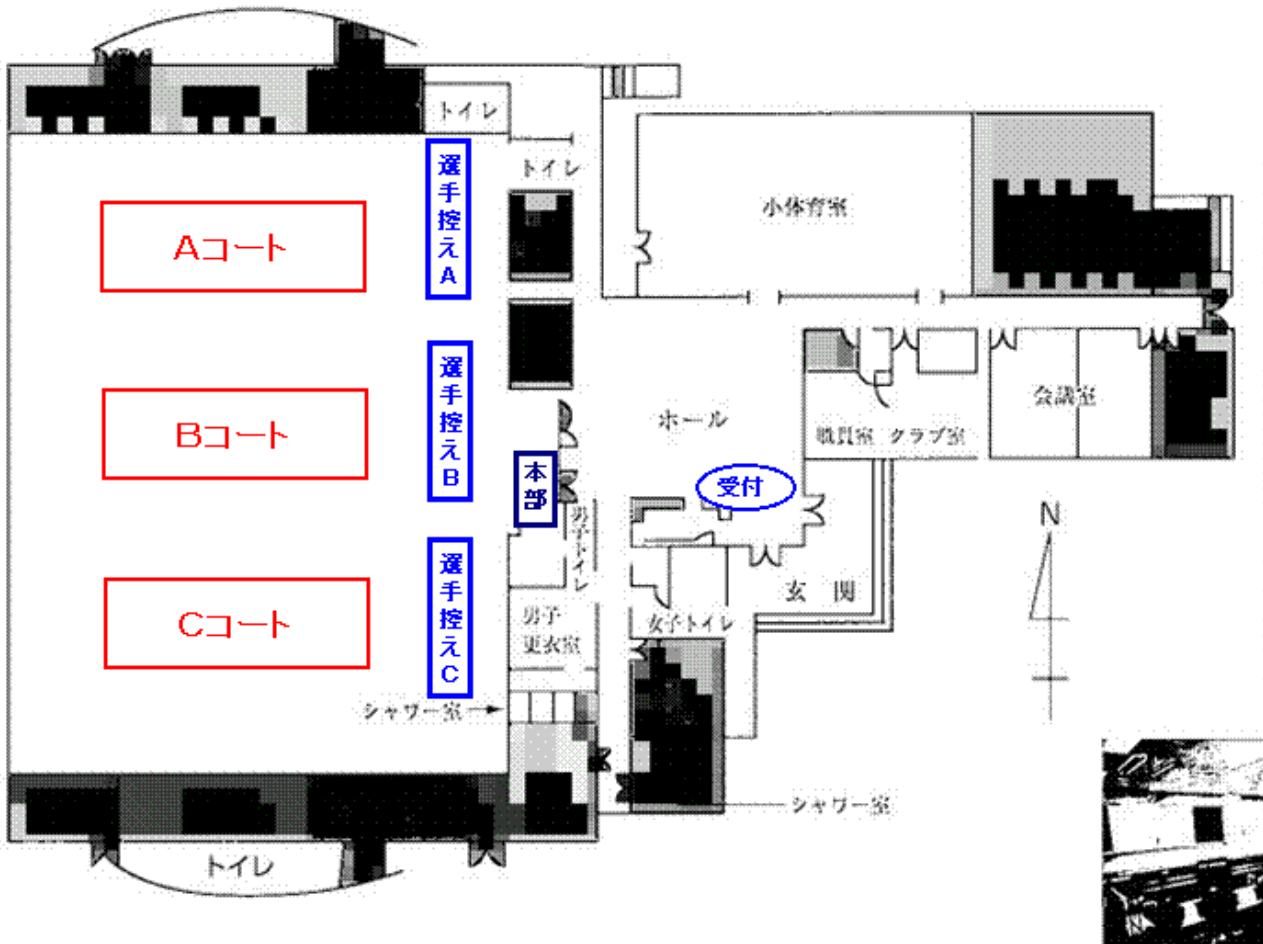 トイレ
トイレ
選手控えA
Aコート
小体育室
選手控えB
Bコート
ホール
会議室
職員室
クラブ室
本部
受付
男子トイレ
選手控えC
Cコート
玄関
N
男子
更衣室
女子トイレ
シャワー室
シャワー室
トイレ